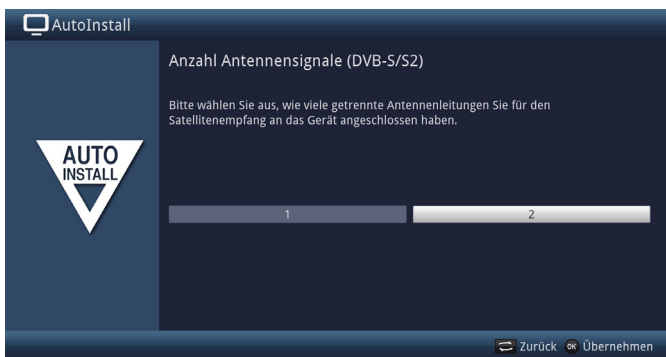 AutoInstall
Anzahl Antennensignale (DVB-S/S2)
Bitte wählen Sie aus, wie viele getrennte Antennenleitungen Sie für den
Satellitenempfang an das Gerät angeschlossen haben.
AUTO
INSTALL
1 2
Zurück OK Übernehmen